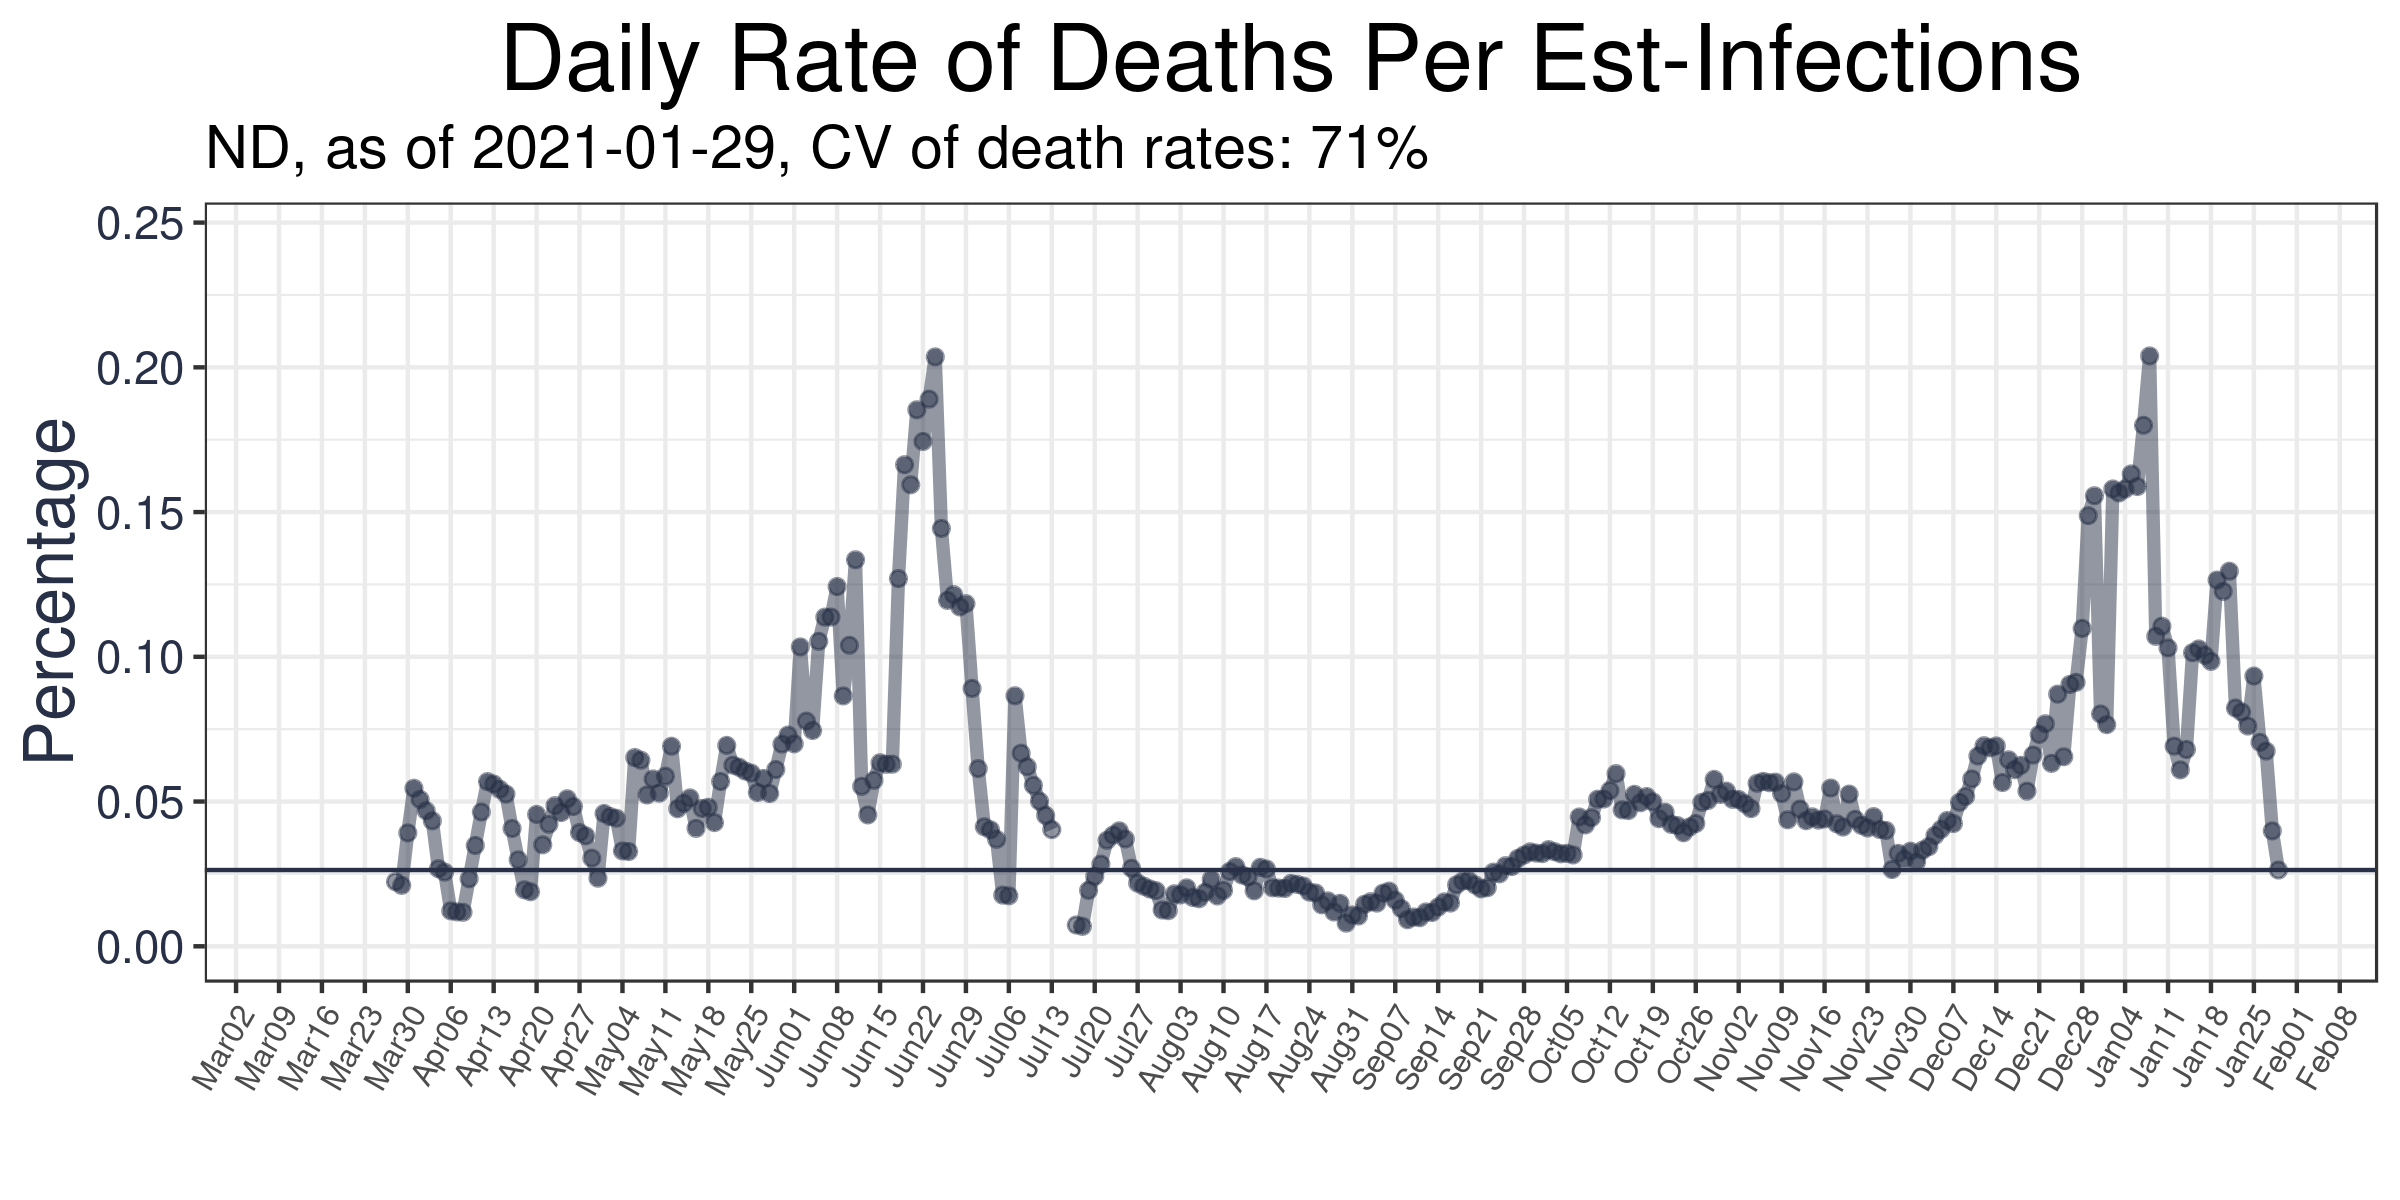 Daily Rate of Deaths Per Est-Infections
ND, as of 2021-01-29, CV of death rates: 71%
Percentage
0.25
0.20
0.15
0.10
0.05
0.00
Mar02 Mar09 Mar16 Mar23 Mar30 Apr06 Apr13 Apr20 Apr27 May04 May11 May18 May25 Jun01 Jun08 Jun15 Jun22 Jun29 Jul06 Jul13 Jul20 Jul27 Aug03 Aug10 Aug17 Aug24 Aug31 Sep07 Sep14 Sep21 Sep28 Oct05 Oct12 Oct19 Oct26 Nov02 Nov09 Nov16 Nov23 Nov30 Dec07 Dec14 Dec21 Dec28 Jan04 Jan11 Jan18 Jan25 Feb01 Feb08